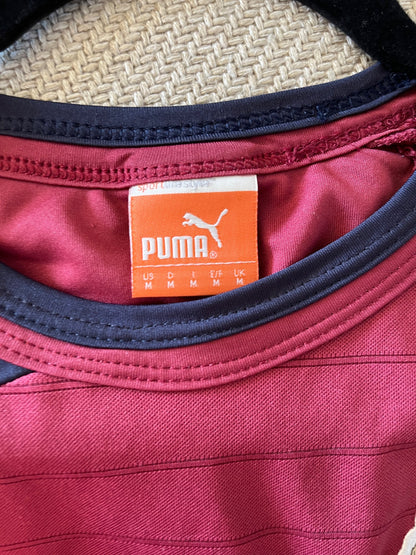 sportlifestyle
PUMA®
US D I E/F UK
M M M M M